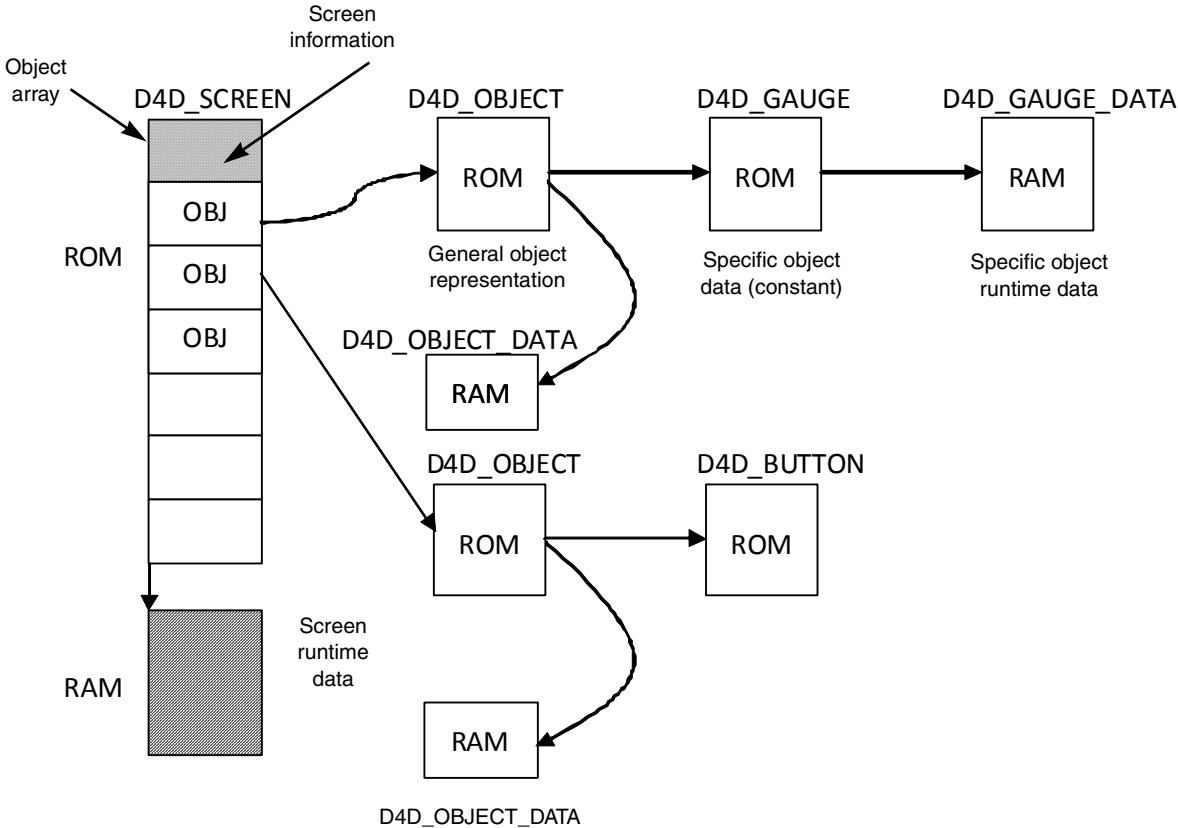 Screen
information
Object
array
D4D_SCREEN
D4D_OBJECT
D4D_GAUGE
D4D_GAUGE_DATA
ROM
ROM
RAM
OBJ
ROM
OBJ
General object
representation
Specific object
data (constant)
Specific object
runtime data
OBJ
D4D_OBJECT_DATA
RAM
D4D_OBJECT
D4D_BUTTON
ROM
ROM
Screen
runtime
data
RAM
RAM
D4D_OBJECT_DATA